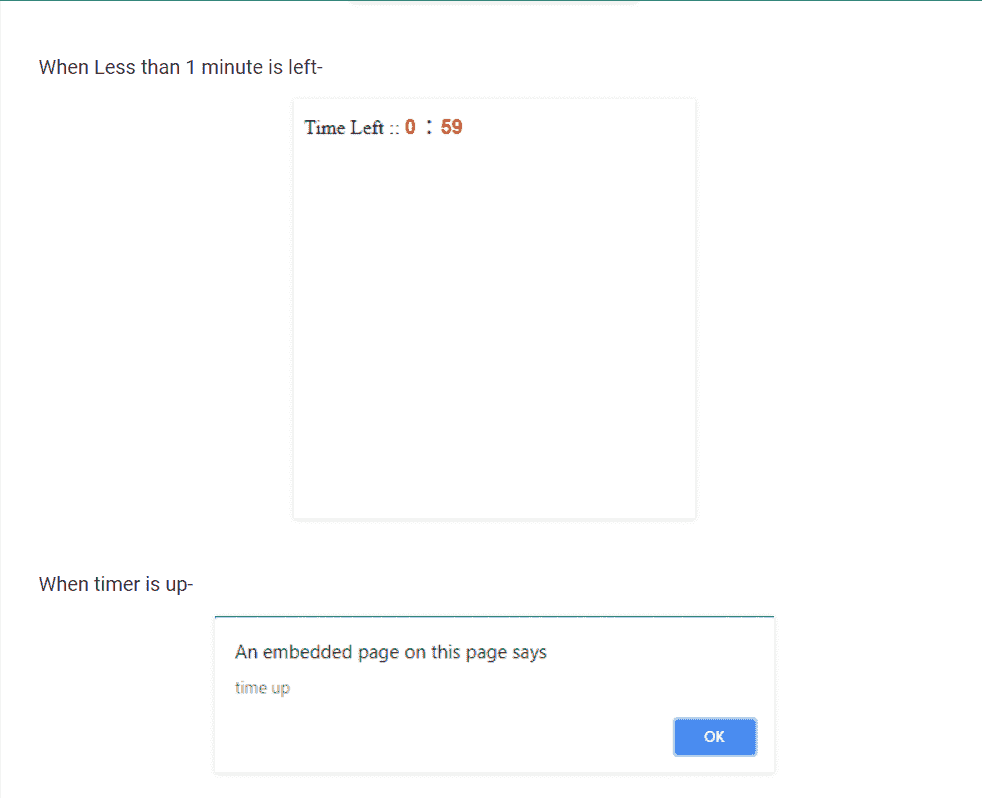 When Less than 1 minute is left-
Time Left :: 0 : 59
When timer is up-
An embedded page on this page says
time up
OK